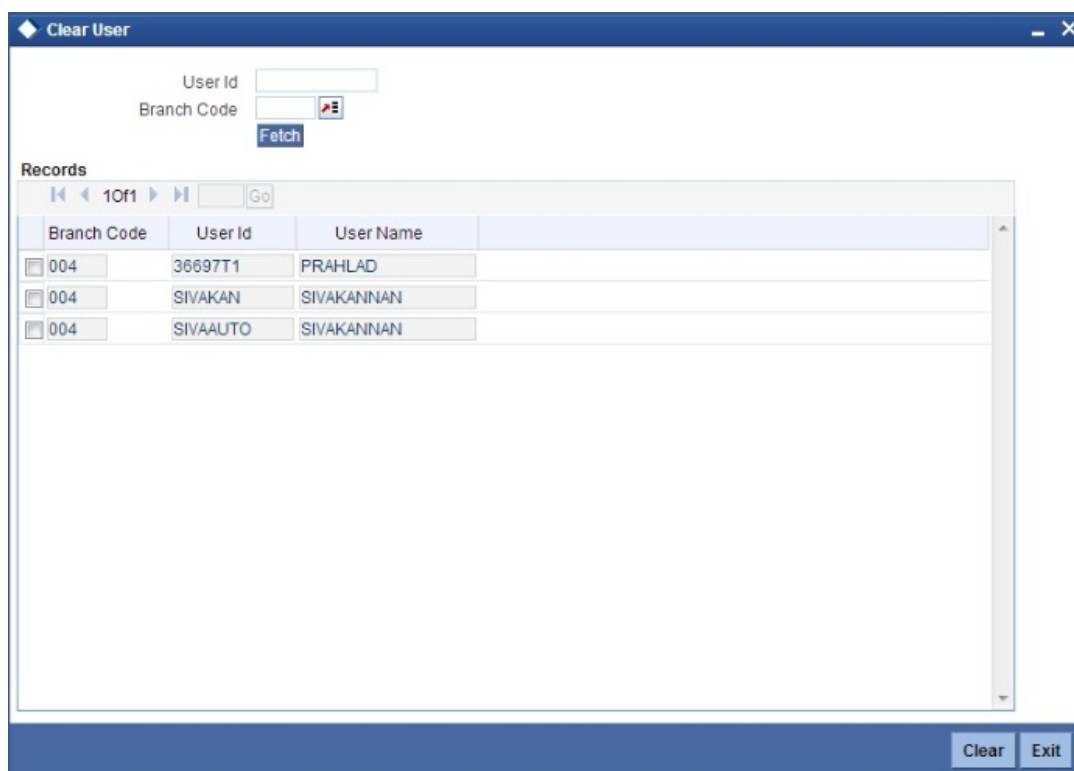 Clear User
User Id
Branch Code
Fetch
Records
1Of1 Go
Branch Code User Id User Name
004 36697T1 PRAHLAD
004 SIVAKAN SIVAKANNAN
004 SIVAAUTO SIVAKANNAN
Clear Exit